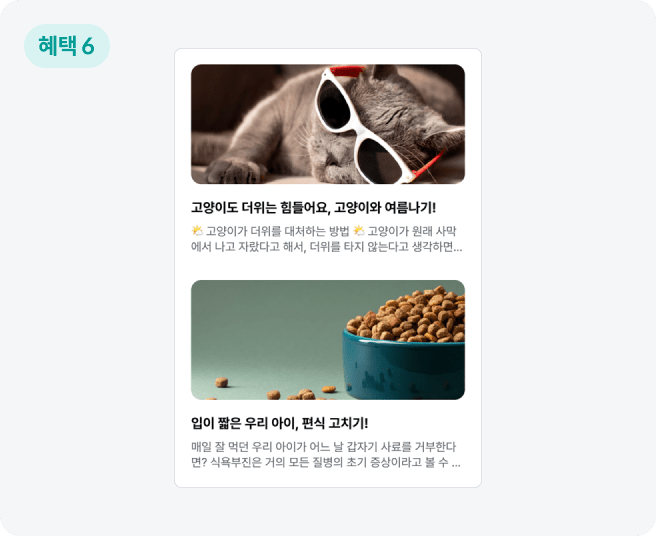 혜택 6
고양이도 더위는 힘들어요, 고양이와 여름나기!
🌤️ 고양이가 더위를 대처하는 방법 🌤️ 고양이가 원래 사막
에서 나고 자랐다고 해서, 더위를 타지 않는다고 생각하면...
입이 짧은 우리 아이, 편식 고치기!
매일 잘 먹던 우리 아이가 어느 날 갑자기 사료를 거부한다
면? 식욕부진은 거의 모든 질병의 초기 증상이라고 볼 수 ...